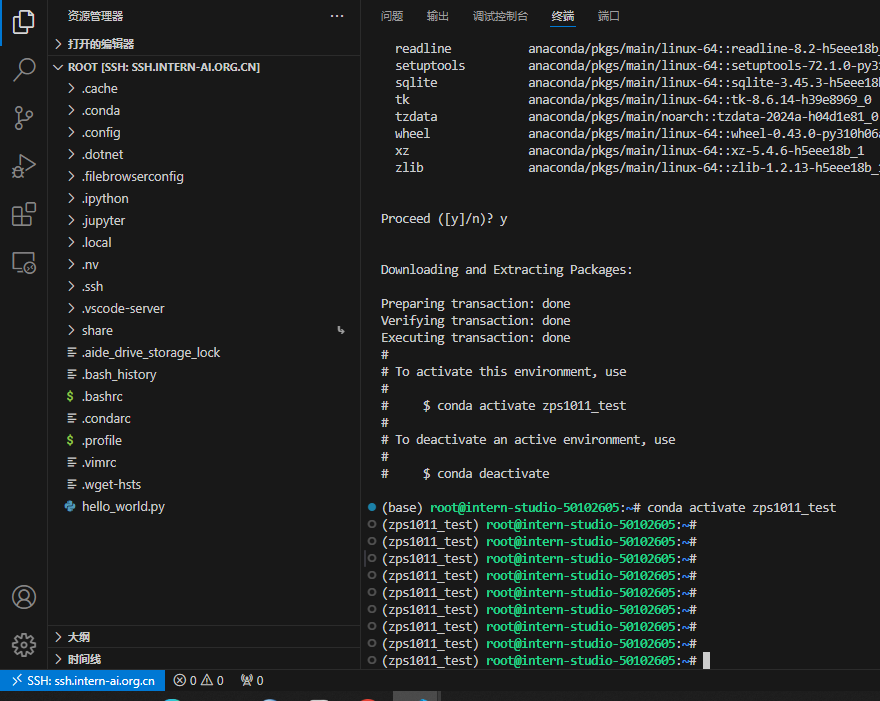 资源管理器
打开的编辑器
ROOT [SSH: SSH.INTERN-AI.ORG.CN]
.cache
.conda
.config
.dotnet
.filebrowserconfig
.ipython
.jupyter
.local
.nv
.ssh
.vscode-server
share
.aide_drive_storage_lock
.bash_history
.bashrc
.condarc
.profile
.vimrc
.wget-hsts
hello_world.py
大纲
时间线
问题 输出 调试控制台 终端 端口
readline anaconda/pkgs/main/linux-64::readline-8.2-h5eee18b_
setuptools anaconda/pkgs/main/linux-64::setuptools-72.1.0-py3
sqlite anaconda/pkgs/main/linux-64::sqlite-3.45.3-h5eee18b
tk anaconda/pkgs/main/linux-64::tk-8.6.14-h39e8969_0
tzdata anaconda/pkgs/main/noarch::tzdata-2024a-h04d1e81_0
wheel anaconda/pkgs/main/linux-64::wheel-0.43.0-py310h06a
xz anaconda/pkgs/main/linux-64::xz-5.4.6-h5eee18b_1
zlib anaconda/pkgs/main/linux-64::zlib-1.2.13-h5eee18b_
Proceed ([y]/n)? y
Downloading and Extracting Packages:
Preparing transaction: done
Verifying transaction: done
Executing transaction: done
#
# To activate this environment, use
#
# $ conda activate zps1011_test
#
# To deactivate an active environment, use
#
# $ conda deactivate
(base) root@intern-studio-50102605:~# conda activate zps1011_test
(zps1011_test) root@intern-studio-50102605:~#
(zps1011_test) root@intern-studio-50102605:~#
(zps1011_test) root@intern-studio-50102605:~#
(zps1011_test) root@intern-studio-50102605:~#
(zps1011_test) root@intern-studio-50102605:~#
(zps1011_test) root@intern-studio-50102605:~#
(zps1011_test) root@intern-studio-50102605:~#
(zps1011_test) root@intern-studio-50102605:~#
(zps1011_test) root@intern-studio-50102605:~#
SSH: ssh.intern-ai.org.cn 0 0 0